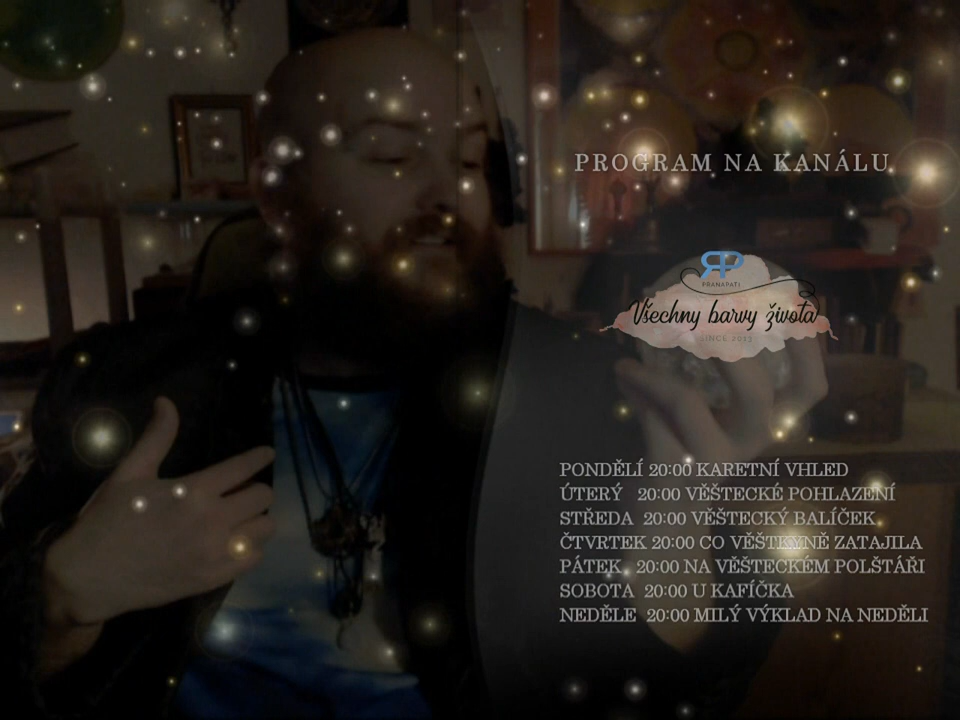 PROGRAM NA KANÁLU
RP
PRANAPATI
Všechny barvy života
SINCE 2012
PONDĚLÍ 20:00 KARETNÍ VHLED
ÚTERÝ 20:00 VĚŠTECKÉ POHLAZENÍ
STŘEDA 20:00 VĚŠTECKÝ BALÍČEK
ČTVRTEK 20:00 CO VĚŠTKYNĚ ZATAJILA
PÁTEK 20:00 NA VĚŠTECKÉM POLŠTÁŘI
SOBOTA 20:00 U KAFÍČKA
NEDĚLE 20:00 MILÝ VÝKLAD NA NEDĚLI